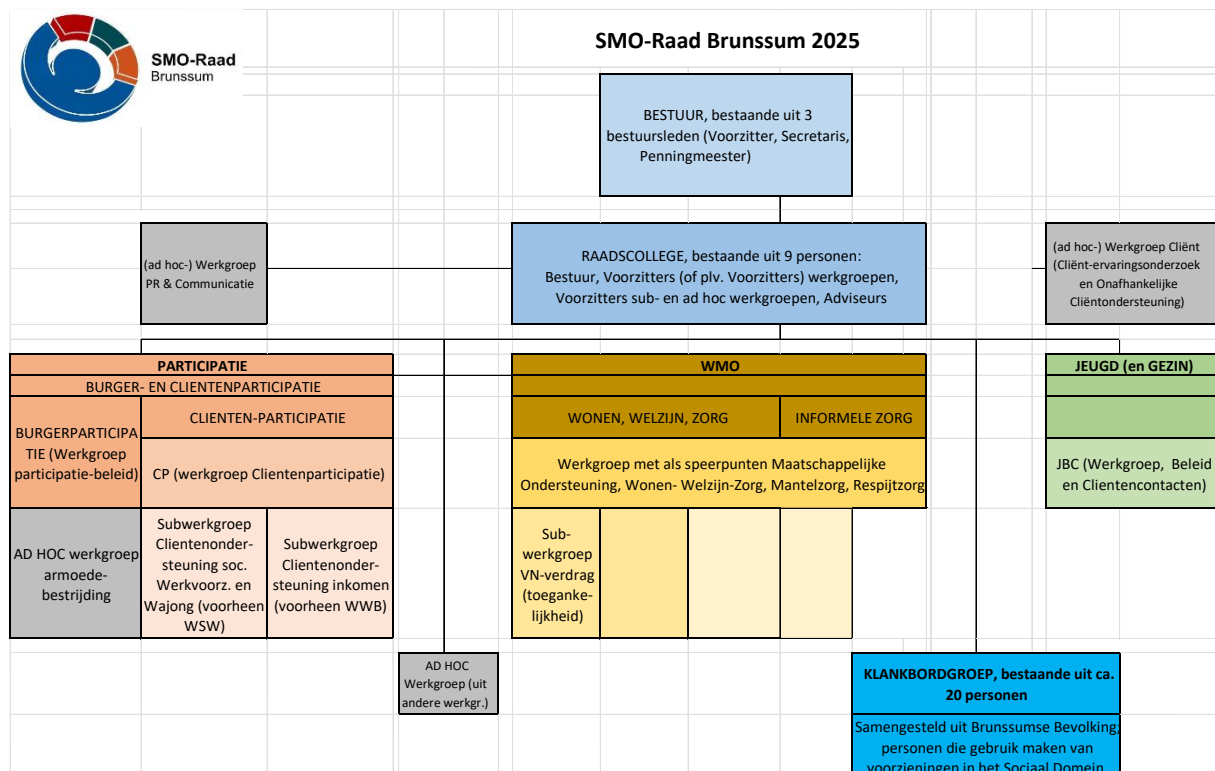 SMO-Raad
Brunssum
SMO-Raad Brunssum 2025
BESTUUR, bestaande uit 3
bestuursleden (Voorzitter, Secretaris,
Penningmeester)
(ad hoc-) Werkgroep
PR & Communicatie
RAADSCOLLEGE, bestaande uit 9 personen:
Bestuur, Voorzitters (of plv. Voorzitters) werkgroepen,
Voorzitters sub- en ad hoc werkgroepen, Adviseurs
(ad hoc-) Werkgroep Cliënt
(Cliënt-ervaringsonderzoek
en Onafhankelijke
Cliëntondersteuning)
PARTICIPATIE
BURGER- EN CLIENTENPARTICIPATIE
BURGERPARTICIPA
TIE (Werkgroep
participatie-beleid)
CLIENTEN-PARTICIPATIE
CP (werkgroep Clientenparticipatie)
AD HOC werkgroep
armoede-
bestrijding
Subwerkgroep
Clientenonder-
steuning soc.
Werkvoorz. en
Wajong (voorheen
WSW)
Subwerkgroep
Clientenonder-
steuning inkomen
(voorheen WWB)
WMO
WONEN, WELZIJN, ZORG
INFORMELE ZORG
Werkgroep met als speerpunten Maatschappelijke
Ondersteuning, Wonen- Welzijn-Zorg, Mantelzorg, Respijtzorg
Sub-
werkgroep
VN-verdrag
(toeganke-
lijkheid)
JEUGD (en GEZIN)
JBC (Werkgroep, Beleid
en Clientencontacten)
AD HOC
Werkgroep (uit
andere werkgr.)
KLANKBORDGROEP, bestaande uit ca.
20 personen
Samengesteld uit Brunssumse Bevolking;
personen die gebruik maken van
voorzieningen in het Sociaal Domein